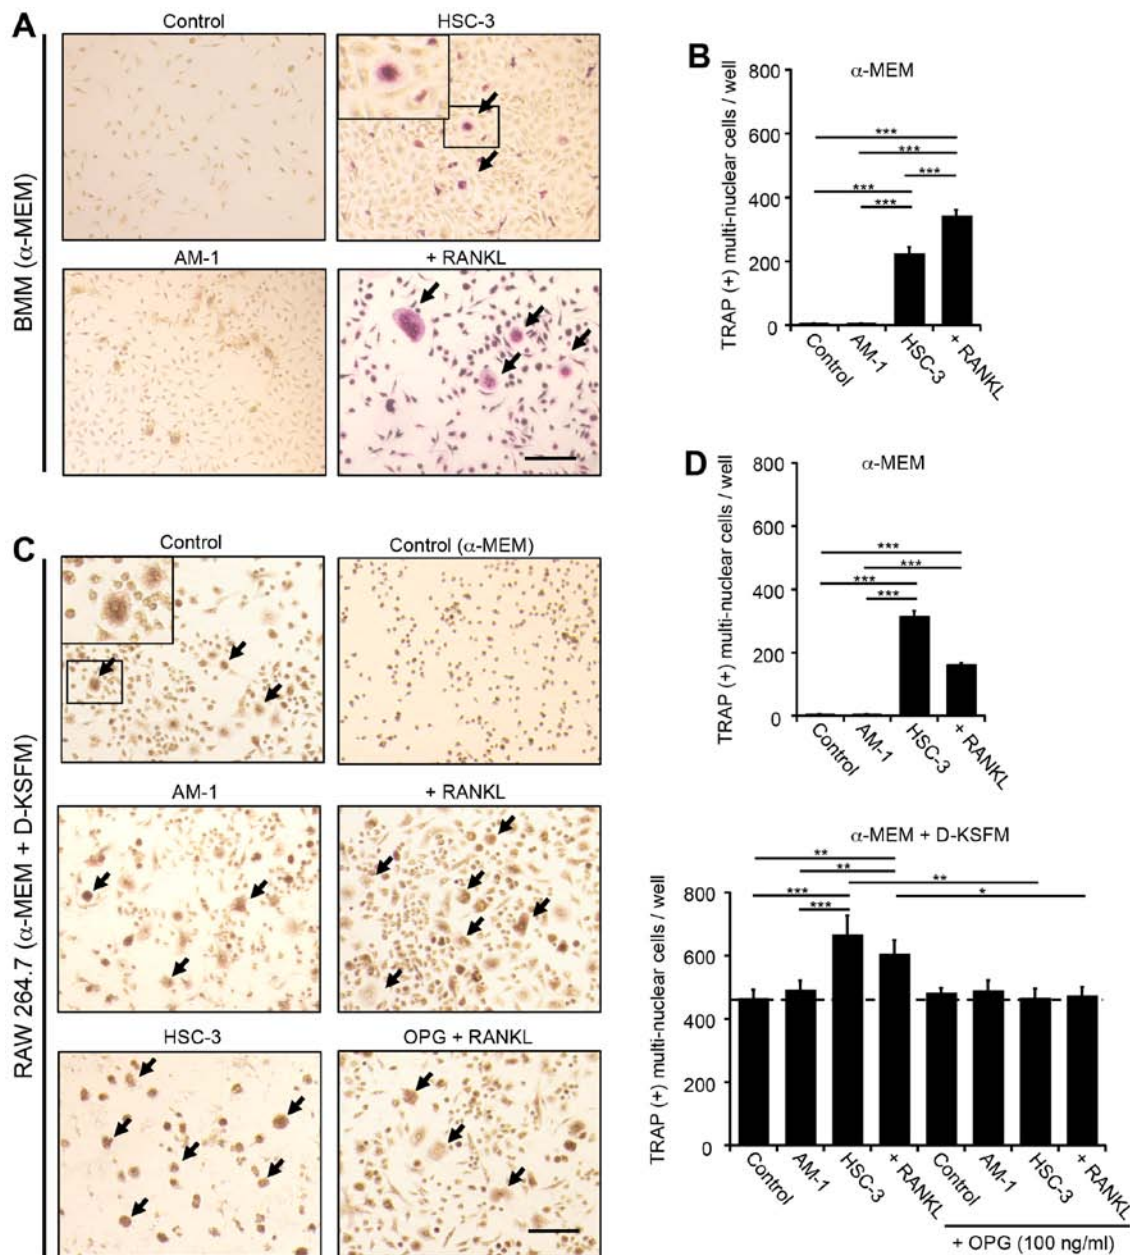 A
Control
HSC-3
AM-1
+ RANKL
BMM (α-MEM)
B
α-MEM
TRAP (+) multi-nuclear cells / well
800
600
400
200
0
***
***
***
***
***
Control
AM-1
HSC-3
+ RANKL
C
Control
Control (α-MEM)
AM-1
+ RANKL
HSC-3
OPG + RANKL
RAW 264.7 (α-MEM + D-KSFM)
D
α-MEM
TRAP (+) multi-nuclear cells / well
800
600
400
200
0
***
***
***
***
Control
AM-1
HSC-3
+ RANKL
α-MEM + D-KSFM
TRAP (+) multi-nuclear cells / well
800
600
400
200
0
**
**
**
***
*
***
Control
AM-1
HSC-3
+ RANKL
Control
AM-1
HSC-3
+ RANKL
+ OPG (100 ng/ml)